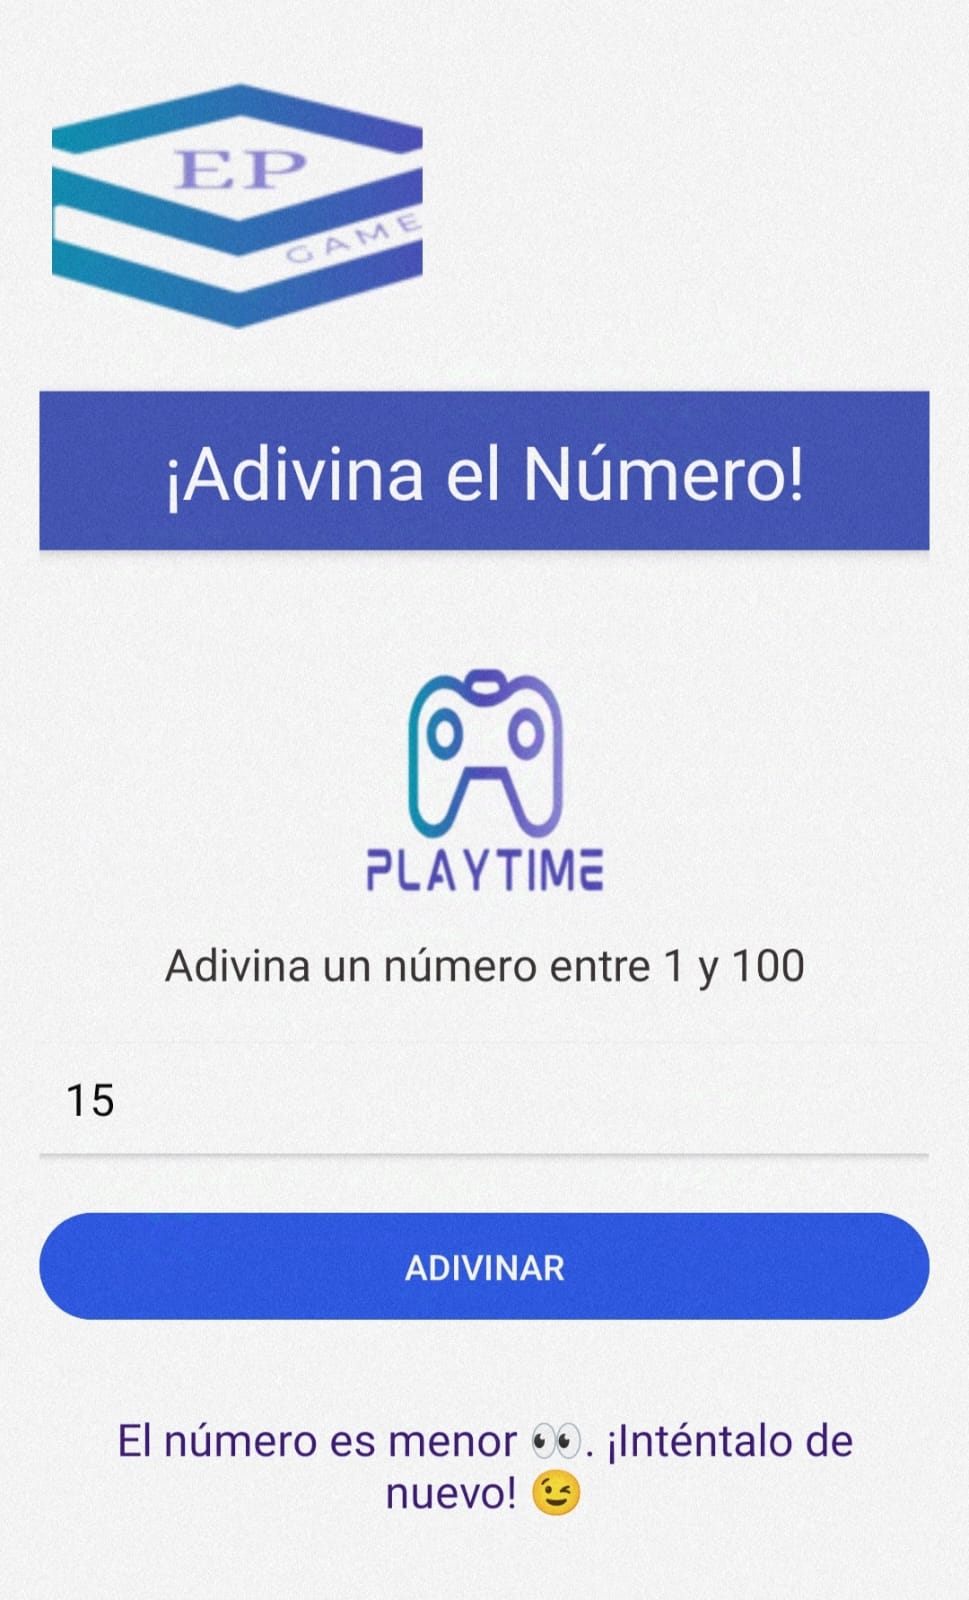 EP
GAME
¡Adivina el Número!
PLAYTIME
Adivina un número entre 1 y 100
15
ADIVINAR
El número es menor 👀. ¡Inténtalo de
nuevo! 😉